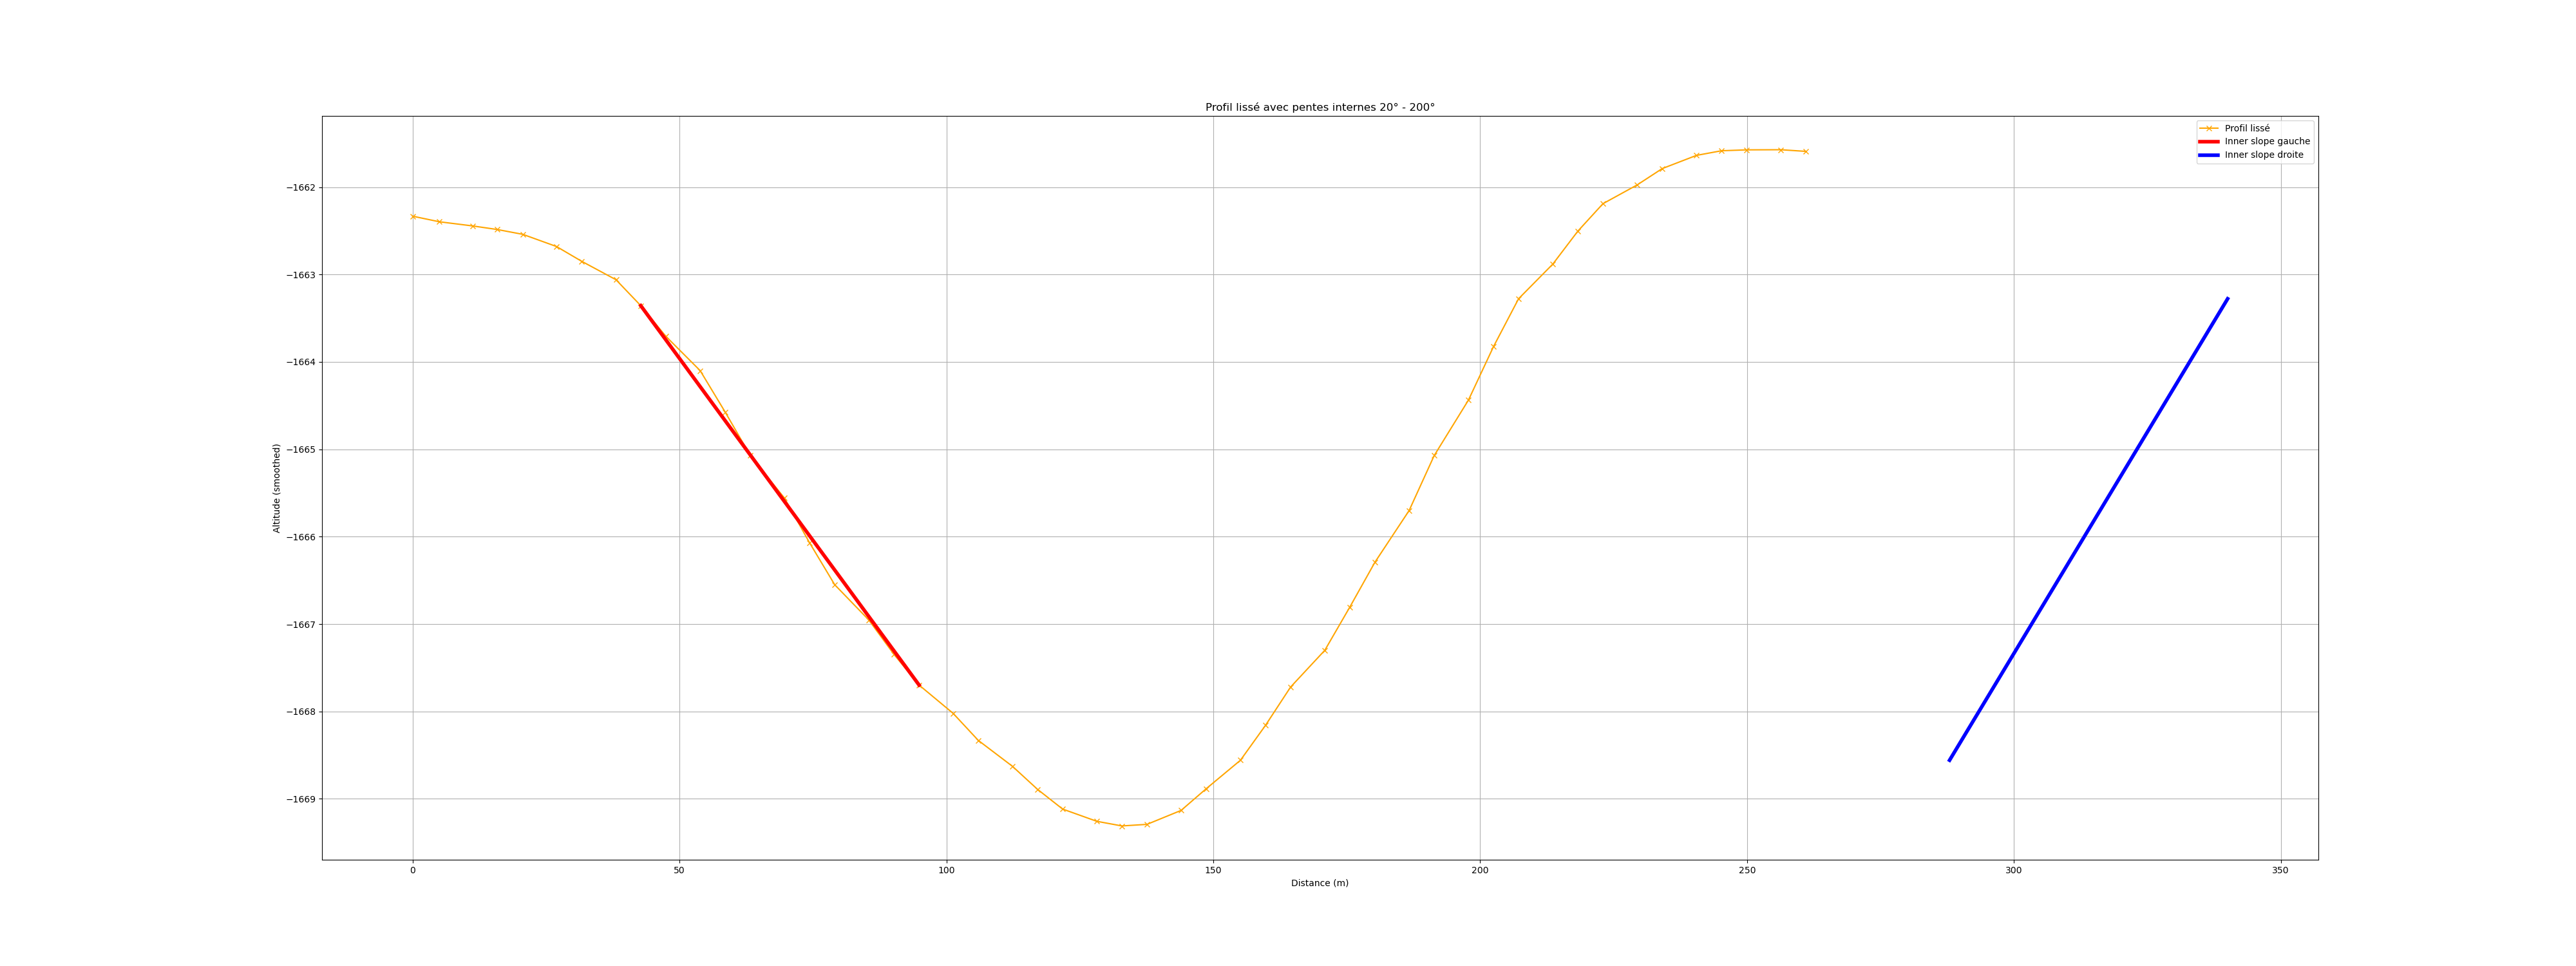 Profil lissé avec pentes internes 20° - 200°
Profil lissé
Inner slope gauche
Inner slope droite
Altitude (smoothed)
−1662
−1663
−1664
−1665
−1666
−1667
−1668
−1669
0
50
100
150
200
250
300
350
Distance (m)